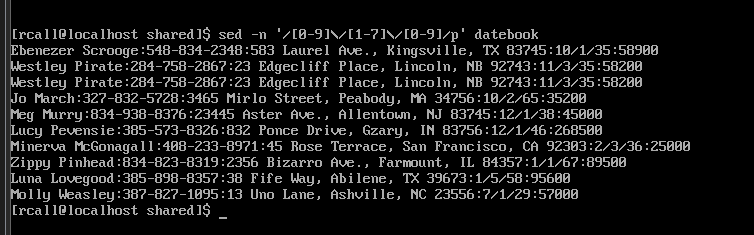 [rcall@localhost shared]$ sed -n '/[0-9]\/[1-7]\/[0-9]/p' datebook
Ebenezer Scrooge:548-834-2348:583 Laurel Ave., Kingsville, TX 83745:10/1/35:58900
Westley Pirate:284-758-2867:23 Edgecliff Place, Lincoln, NB 92743:11/3/35:58200
Westley Pirate:284-758-2867:23 Edgecliff Place, Lincoln, NB 92743:11/3/35:58200
Jo March:327-832-5728:3465 Mirlo Street, Peabody, MA 34756:10/2/65:35200
Meg Murry:834-938-8376:23445 Aster Ave., Allentown, NJ 83745:12/1/38:45000
Lucy Pevensie:385-573-8326:832 Ponce Drive, Gzary, IN 83756:12/1/46:268500
Minerva McGonagall:408-233-8971:45 Rose Terrace, San Francisco, CA 92303:2/3/36:25000
Zippy Pinhead:834-823-8319:2356 Bizarro Ave., Farmount, IL 84357:1/1/67:89500
Luna Lovegood:385-898-8357:38 Fife Way, Abilene, TX 39673:1/5/58:95600
Molly Weasley:387-827-1095:13 Uno Lane, Ashville, NC 23556:7/1/29:57000
[rcall@localhost shared]$ _